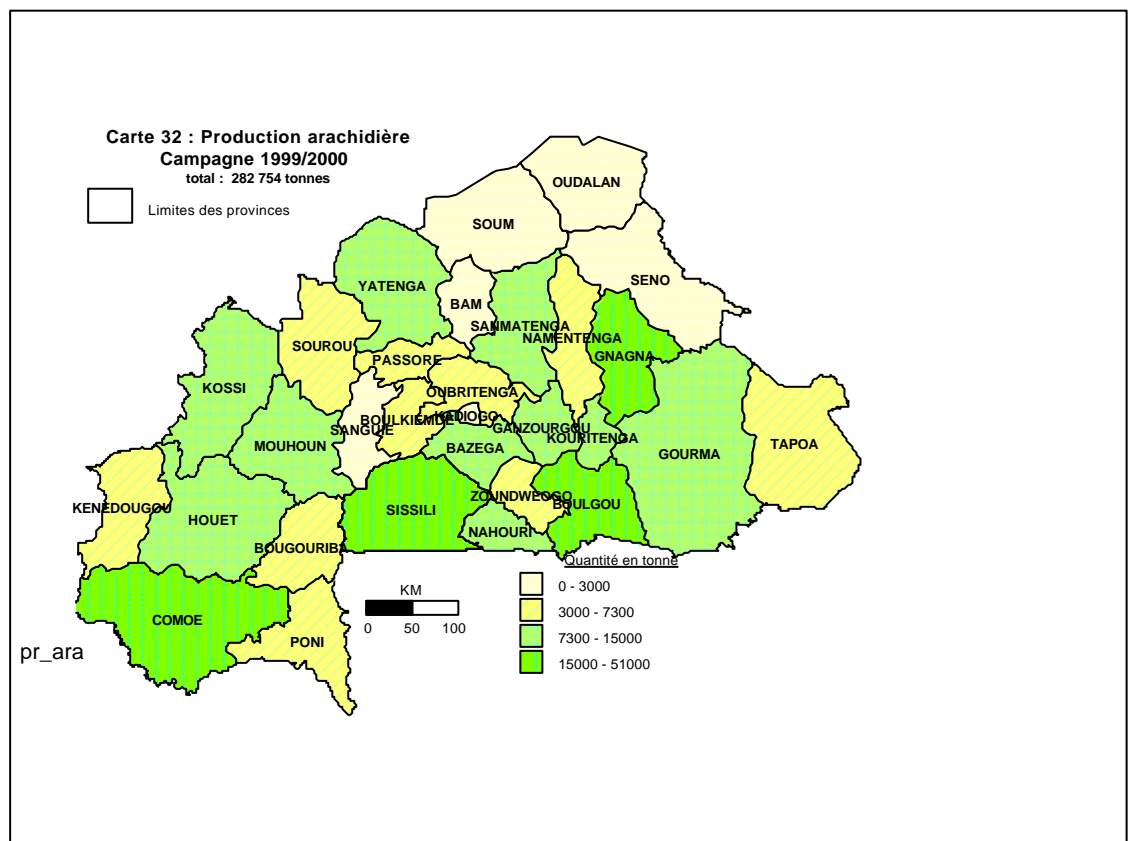 Carte 32 : Production arachidière
Campagne 1999/2000
total : 282 754 tonnes
Limites des provinces
OUDALAN
SOUM
SENO
YATENGA
BAM
SANMATENGA
NAMENTENGA
GNAGNA
SOUROU
PASSORE
OUBRITENGA
KOSSI
BOULKIEMDE
KADIOGO
SANGUIE
GANZOURGOU
KOURITENGA
MOUHOUN
BAZEGA
GOURMA
TAPOA
KENEDOUGOU
HOUET
SISSILI
ZOUNDWEOGO
BOULGOU
NAHOURI
BOUGOURIBA
COMOE
PONI
Quantité en tonne
0 - 3000
3000 - 7300
7300 - 15000
15000 - 51000
KM
0 50 100
pr_ara